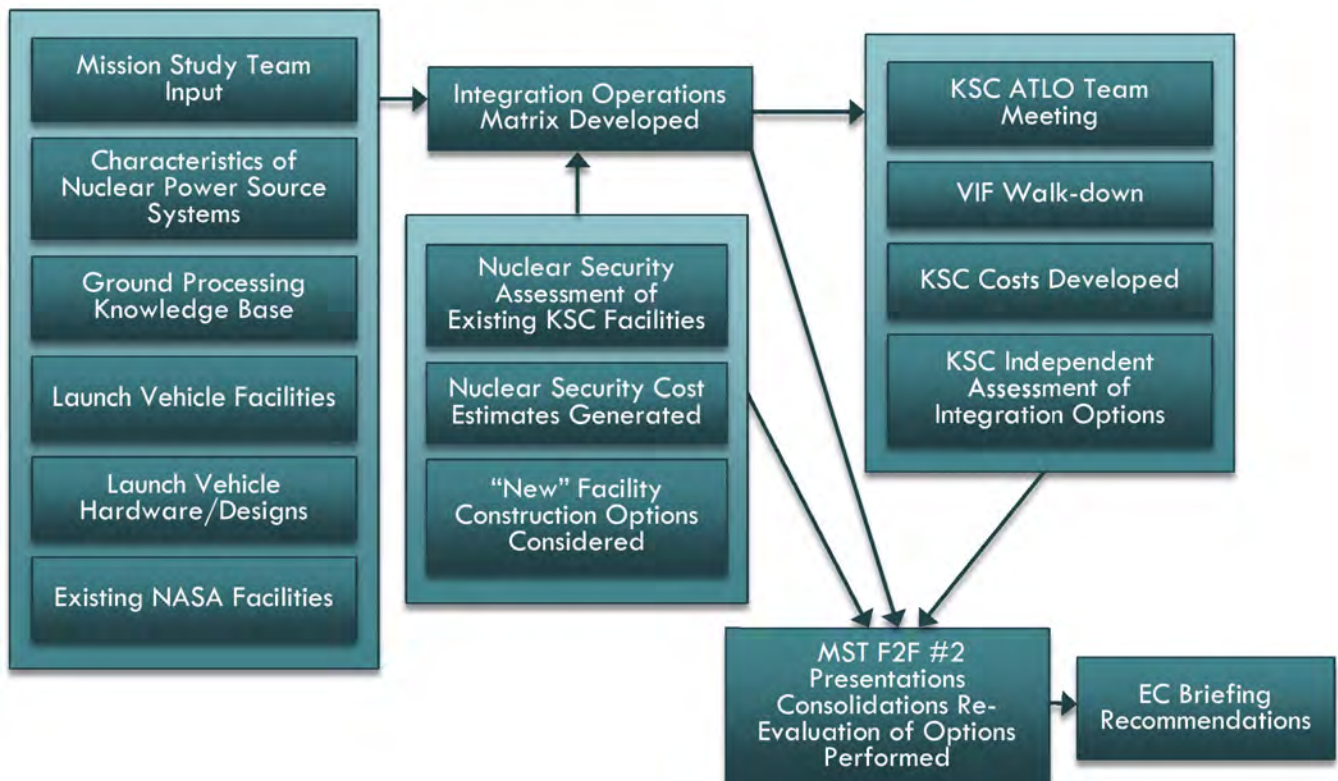 Mission Study Team
Input
Characteristics of
Nuclear Power Source
Systems
Ground Processing
Knowledge Base
Launch Vehicle Facilities
Launch Vehicle
Hardware/Designs
Existing NASA Facilities
Integration Operations
Matrix Developed
Nuclear Security
Assessment of
Existing KSC Facilities
Nuclear Security Cost
Estimates Generated
“New” Facility
Construction Options
Considered
KSC ATLO Team
Meeting
VIF Walk-down
KSC Costs Developed
KSC Independent
Assessment of
Integration Options
MST F2F #2
Presentations
Consolidations Re-
Evaluation of Options
Performed
EC Briefing
Recommendations